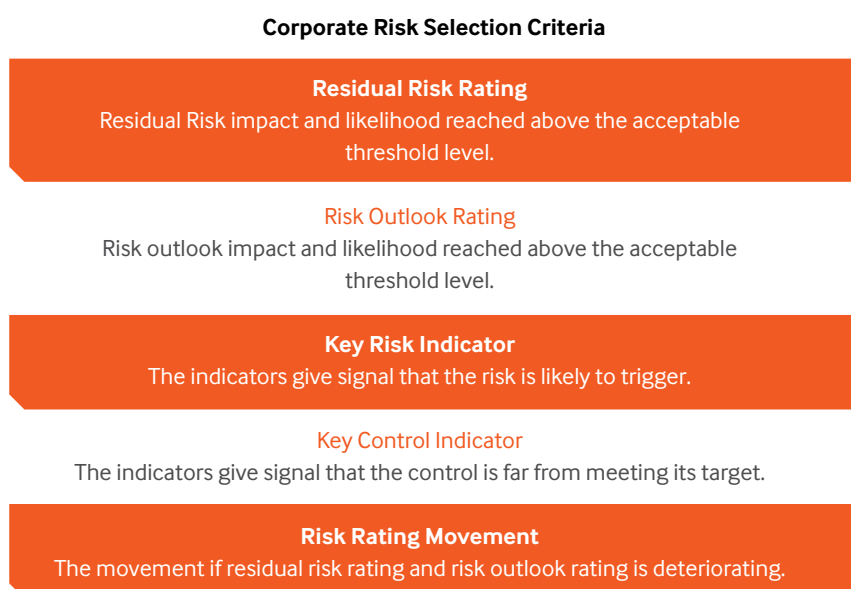 Corporate Risk Selection Criteria
Residual Risk Rating
Residual Risk impact and likelihood reached above the acceptable
threshold level.
Risk Outlook Rating
Risk outlook impact and likelihood reached above the acceptable
threshold level.
Key Risk Indicator
The indicators give signal that the risk is likely to trigger.
Key Control Indicator
The indicators give signal that the control is far from meeting its target.
Risk Rating Movement
The movement if residual risk rating and risk outlook rating is deteriorating.